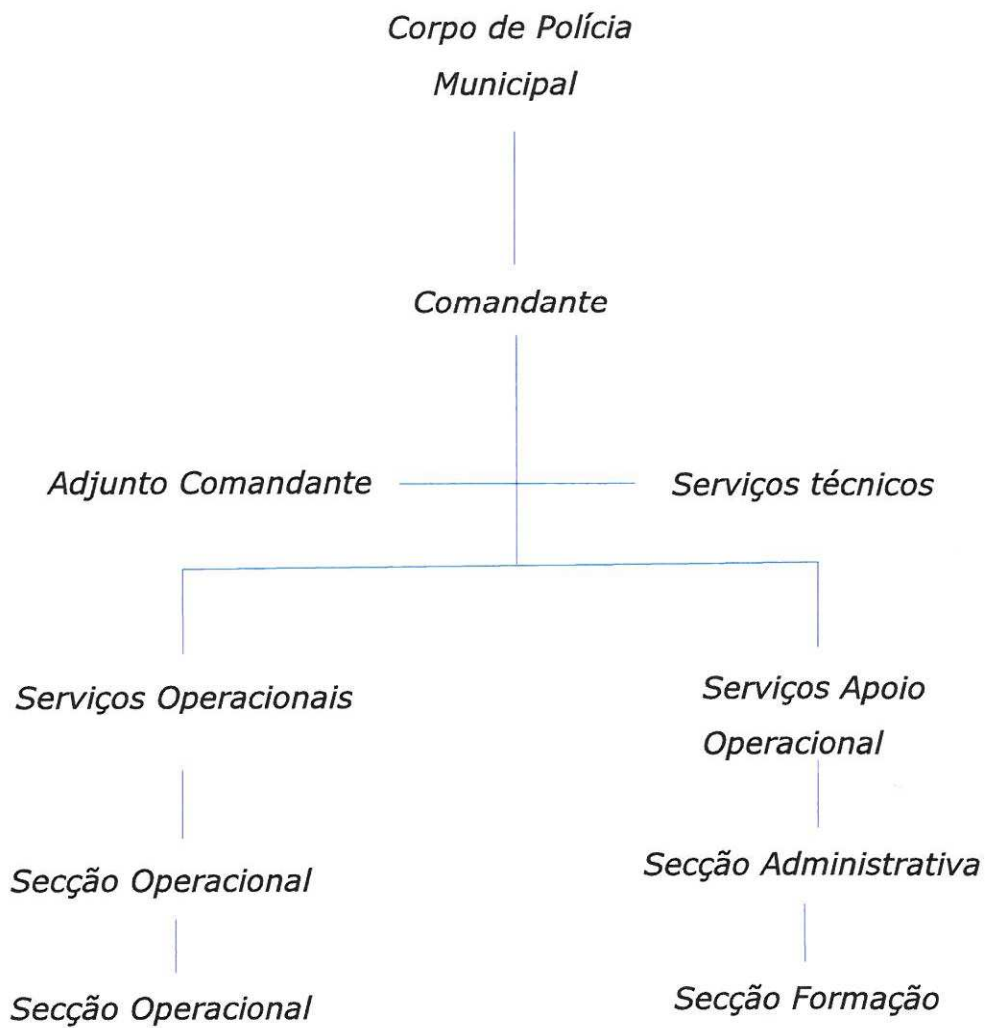 Corpo de Polícia
Municipal
Comandante
Adjunto Comandante
Serviços técnicos
Serviços Operacionais
Serviços Apoio
Operacional
Secção Operacional
Secção Administrativa
Secção Operacional
Secção Formação